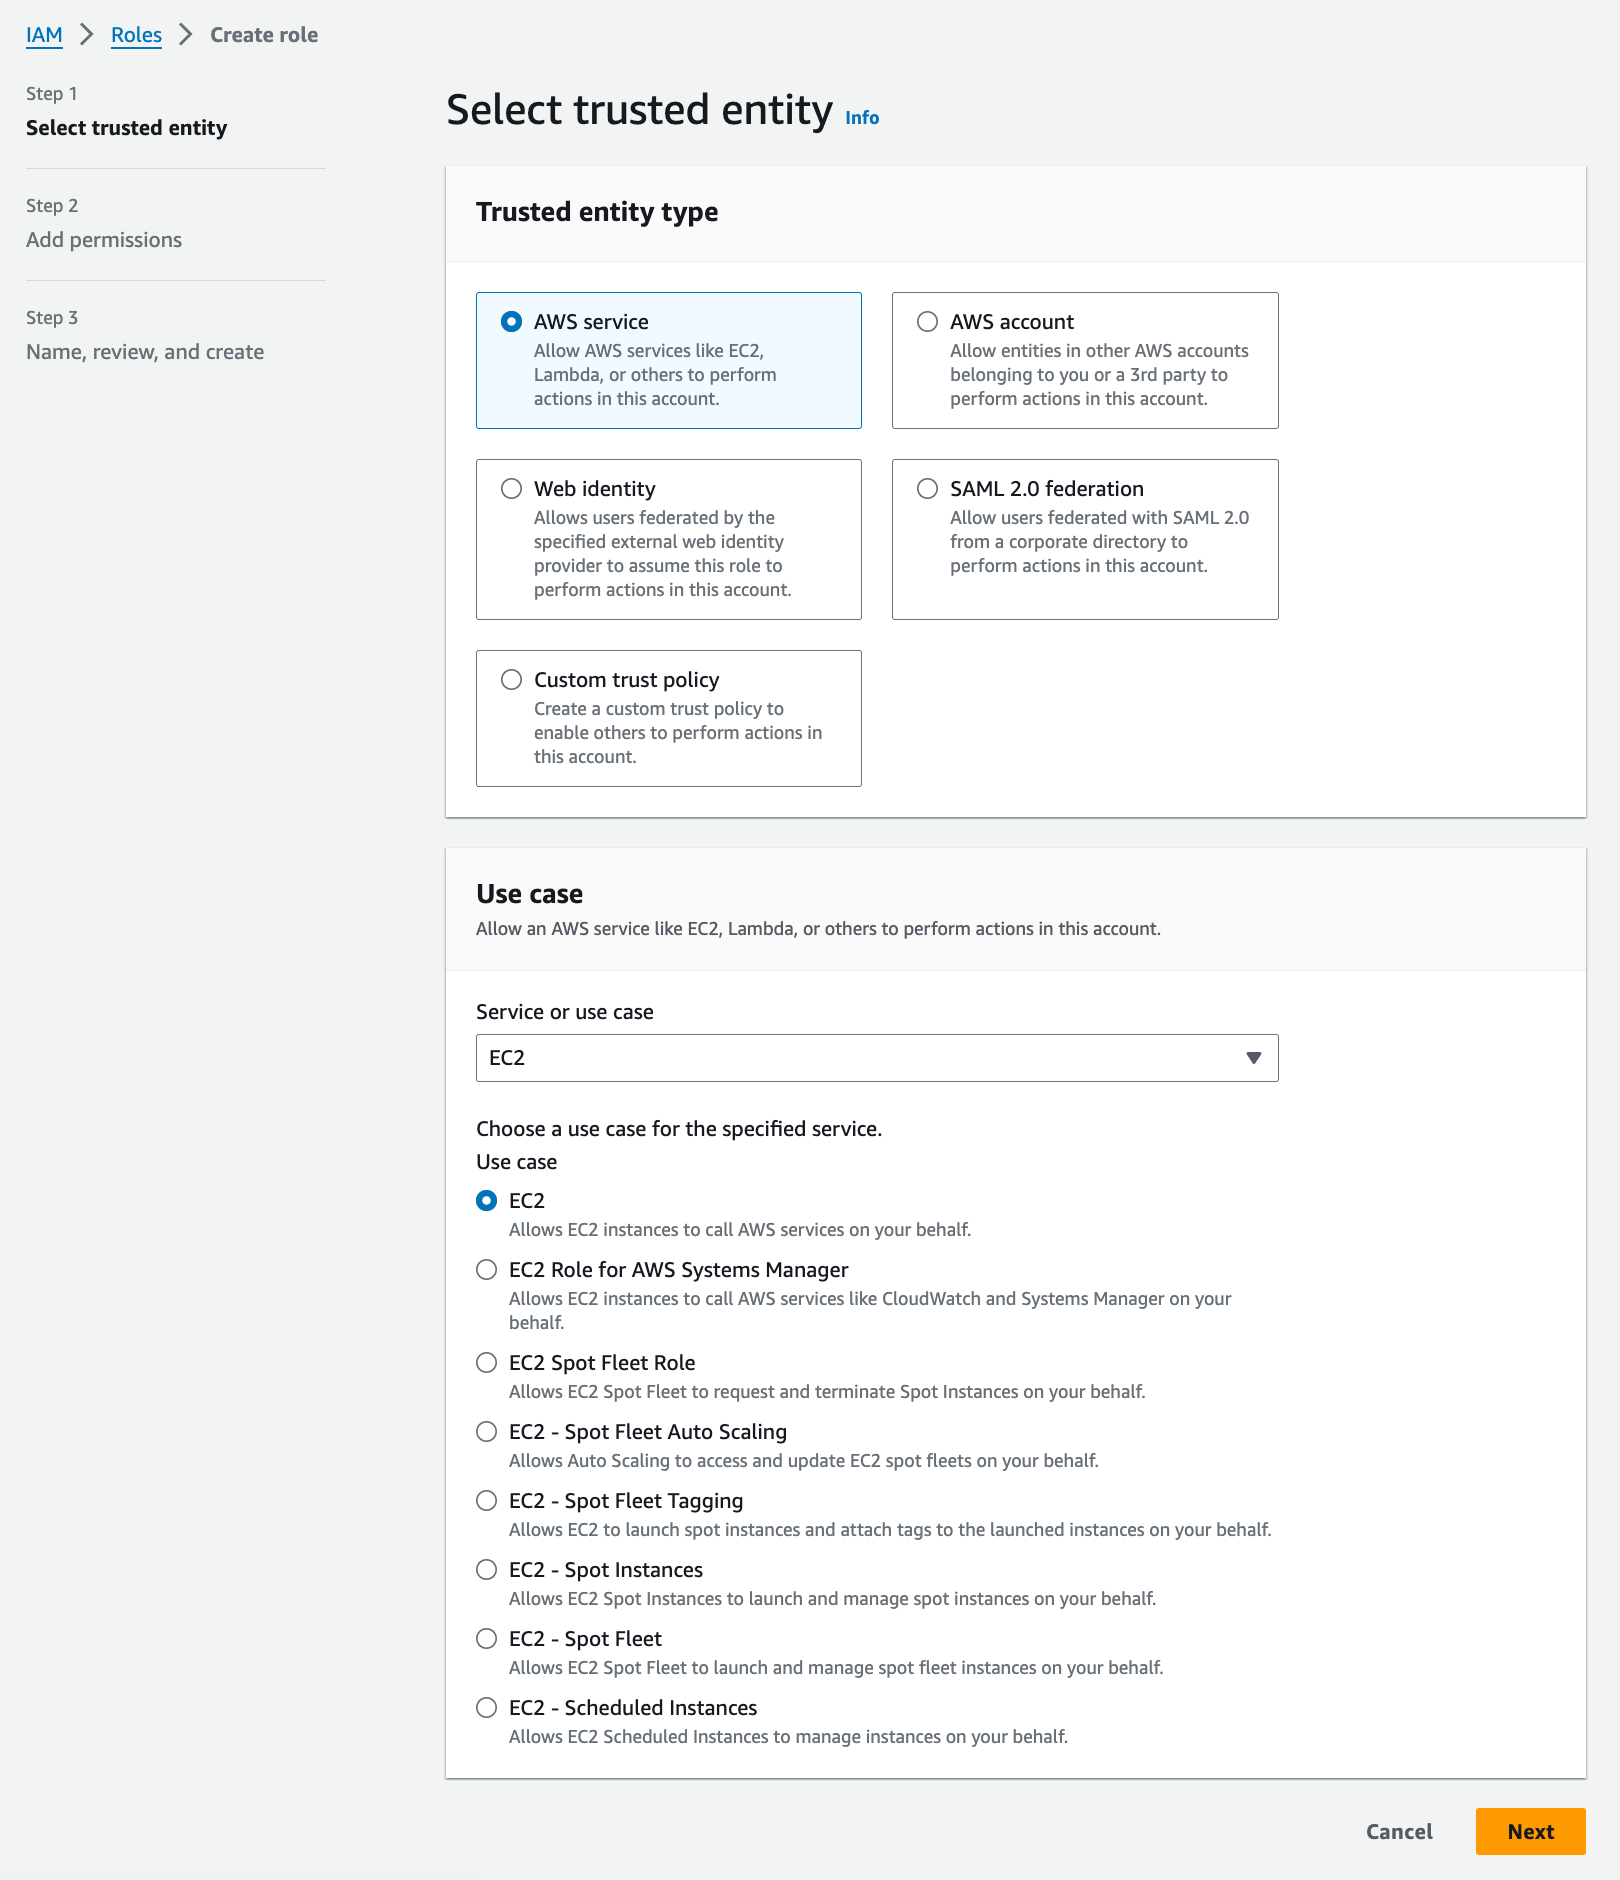 IAM > Roles > Create role
Step 1
Select trusted entity
Step 2
Add permissions
Step 3
Name, review, and create
Select trusted entity Info
Trusted entity type
AWS service
Allow AWS services like EC2,
Lambda, or others to perform
actions in this account.
AWS account
Allow entities in other AWS accounts
belonging to you or a 3rd party to
perform actions in this account.
Web identity
Allows users federated by the
specified external web identity
provider to assume this role to
perform actions in this account.
SAML 2.0 federation
Allow users federated with SAML 2.0
from a corporate directory to
perform actions in this account.
Custom trust policy
Create a custom trust policy to
enable others to perform actions in
this account.
Use case
Allow an AWS service like EC2, Lambda, or others to perform actions in this account.
Service or use case
EC2
Choose a use case for the specified service.
Use case
EC2
Allows EC2 instances to call AWS services on your behalf.
EC2 Role for AWS Systems Manager
Allows EC2 instances to call AWS services like CloudWatch and Systems Manager on your
behalf.
EC2 Spot Fleet Role
Allows EC2 Spot Fleet to request and terminate Spot Instances on your behalf.
EC2 - Spot Fleet Auto Scaling
Allows Auto Scaling to access and update EC2 spot fleets on your behalf.
EC2 - Spot Fleet Tagging
Allows EC2 to launch spot instances and attach tags to the launched instances on your behalf.
EC2 - Spot Instances
Allows EC2 Spot Instances to launch and manage spot instances on your behalf.
EC2 - Spot Fleet
Allows EC2 Spot Fleet to launch and manage spot fleet instances on your behalf.
EC2 - Scheduled Instances
Allows EC2 Scheduled Instances to manage instances on your behalf.
Cancel
Next